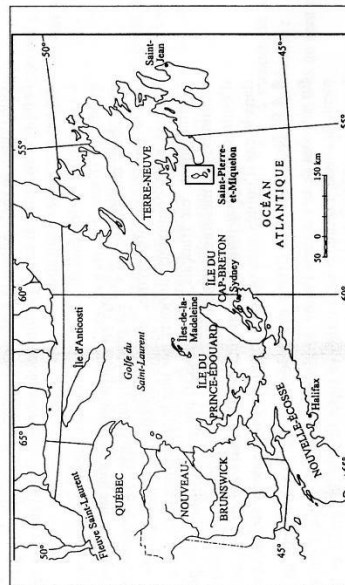 50°
45°
55°
Saint-
Jean
TERRE-NEUVE
Saint-Pierre-
et-Miquelon
OCÉAN
ATLANTIQUE
50
150 km
60°
Île d'Anticosti
Golfe du
Saint-Laurent
Îles-de-la-
Madeleine
ÎLE DU
CAP-BRETON
Sydney
ÎLE DU
PRINCE-ÉDOUARD
65°
Fleuve Saint-Laurent
QUÉBEC
NOUVEAU-
BRUNSWICK
NOUVELLE-ÉCOSSE
Halifax
50°
45°